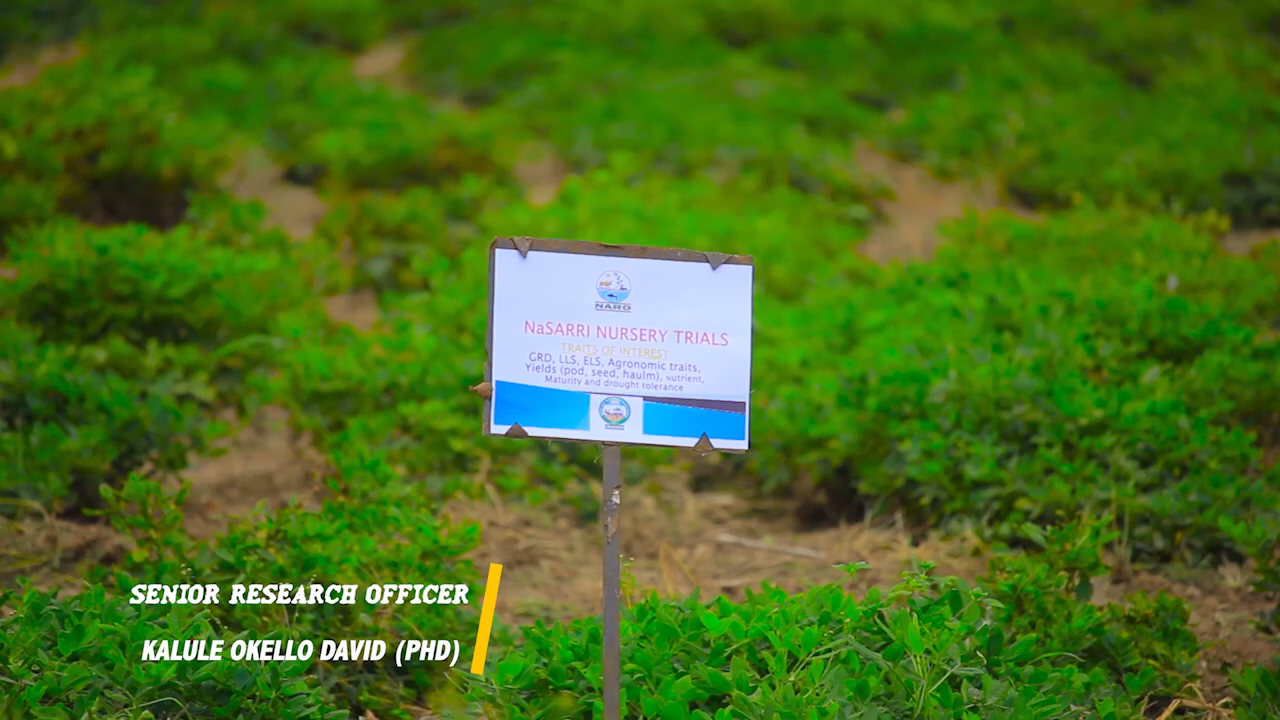 NARO
NaSARRI NURSERY TRIALS
TRAITS OF INTEREST
GRD, LLS, ELS, Agronomic traits,
Yields (pod, seed, haulm), Nutrient,
Maturity and drought tolerance
SENIOR RESEARCH OFFICER
KALULE OKELLO DAVID (PHD)